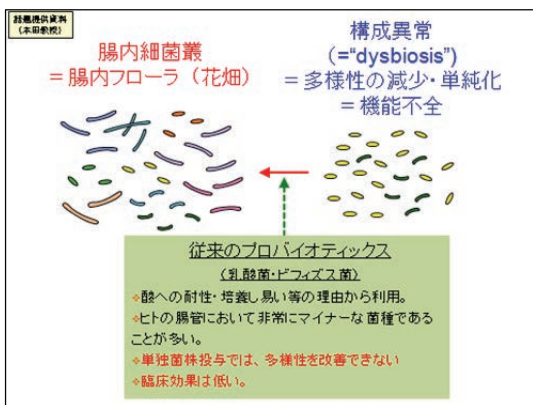 話題提供資料
(本田教授)
腸内細菌叢
＝腸内フローラ（花畑）
構成異常
(=“dysbiosis”)
＝多様性の減少・単純化
＝機能不全
従来のプロバイオティックス
(乳酸菌・ビフィズス菌)
酸への耐性・培養し易い等の理由から利用。
ヒトの腸管において非常にマイナーな菌種である
ことが多い。
単独菌株投与では、多様性を改善できない
臨床効果は低い。